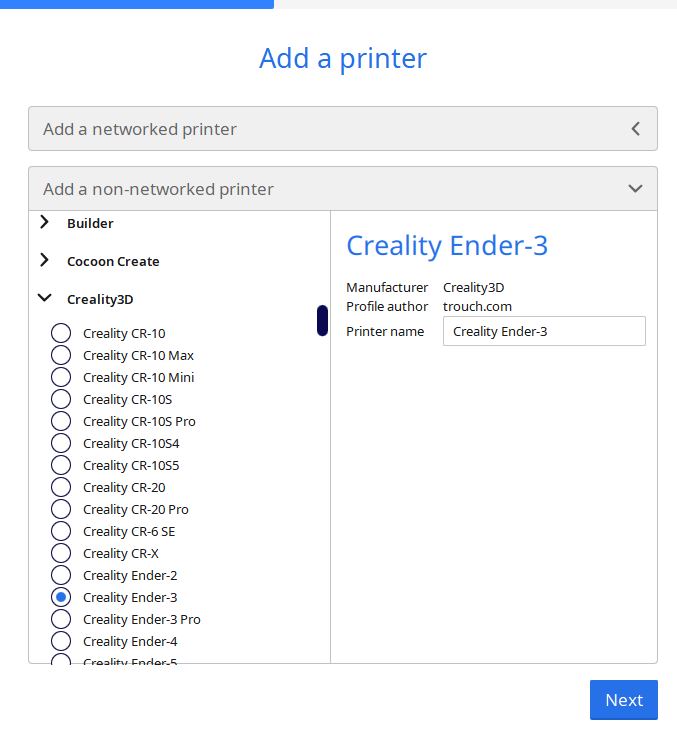 Add a printer
Add a networked printer
Add a non-networked printer
Builder
Cocoon Create
Creality3D
Creality CR-10
Creality CR-10 Max
Creality CR-10 Mini
Creality CR-10S
Creality CR-10S Pro
Creality CR-10S4
Creality CR-10S5
Creality CR-20
Creality CR-20 Pro
Creality CR-6 SE
Creality CR-X
Creality Ender-2
Creality Ender-3
Creality Ender-3 Pro
Creality Ender-4
Creality Ender-5
Creality Ender-3
Manufacturer Creality3D
Profile author trouch.com
Printer name Creality Ender-3
Next